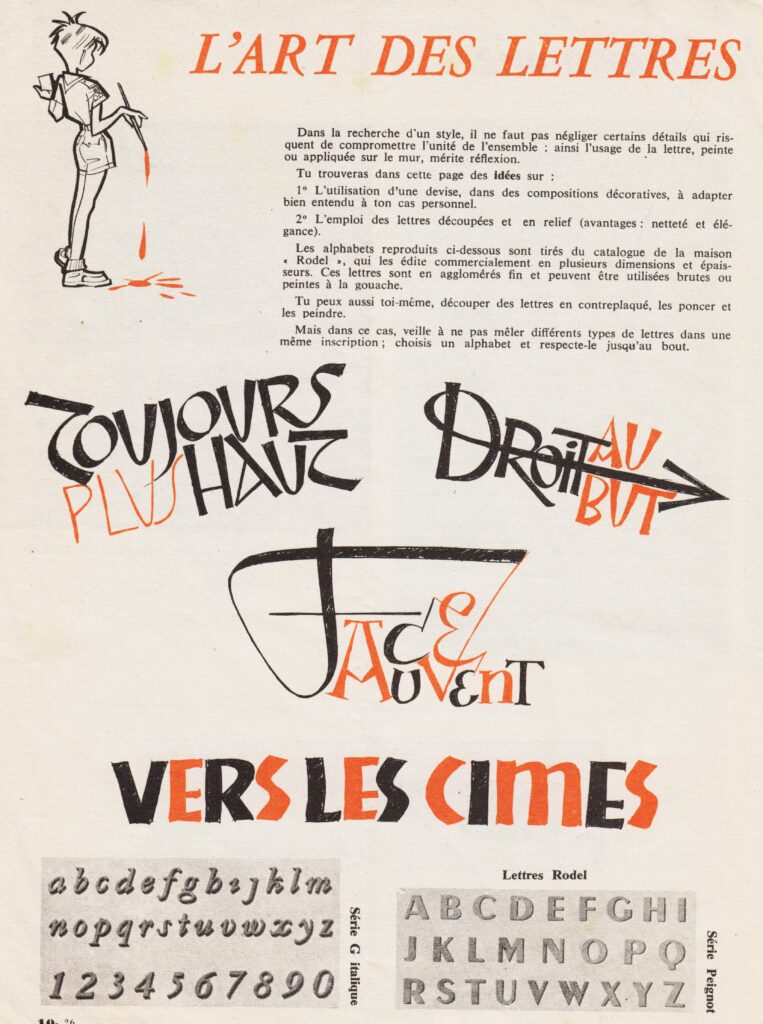 L'ART DES LETTRES
Dans la recherche d'un style, il ne faut pas négliger certains détails qui ris-
quent de compromettre l'unité de l'ensemble : ainsi l'usage de la lettre, peinte
ou appliquée sur le mur, mérite réflexion.
Tu trouveras dans cette page des idées sur :
1° L'utilisation d'une devise, dans des compositions décoratives, à adapter
bien entendu à ton cas personnel.
2° L'emploi des lettres découpées et en relief (avantages : netteté et élé-
gance).
Les alphabets reproduits ci-dessous sont tirés du catalogue de la maison
« Rodel », qui les édite commercialement en plusieurs dimensions et épais-
seurs. Ces lettres sont en agglomérés fin et peuvent être utilisées brutes ou
peintes à la gouache.
Tu peux aussi toi-même, découper des lettres en contreplaqué, les poncer et
les peindre.
Mais dans ce cas, veille à ne pas mêler différents types de lettres dans une
même inscription ; choisis un alphabet et respecte-le jusqu'au bout.
TOUJOURS
PLUS HAUT
DROIT AU
BUT
FACE
AU VENT
VERS LES CIMES
abcdefghijklm
nopqrstuvwxyz
1234567890
Série G italique
Lettres Rodel
ABCDEFGHI
JKLMNOPQ
RSTUVWXYZ
Série Peignot